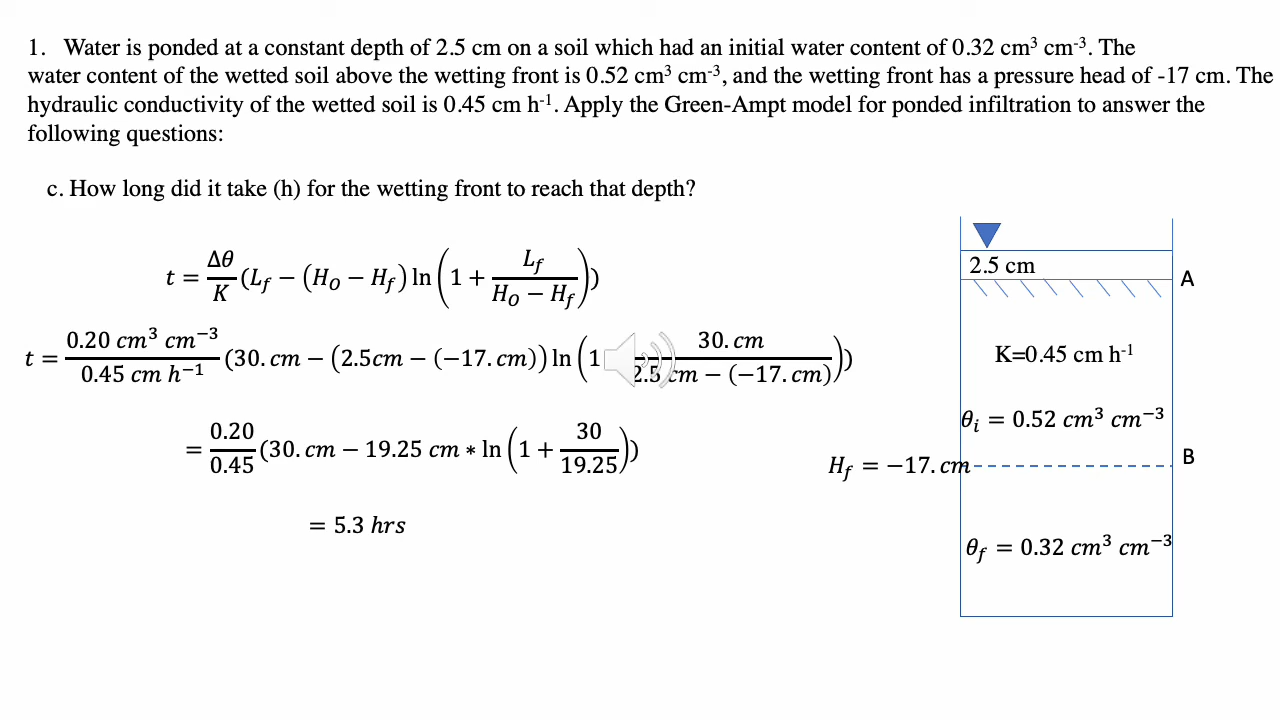 1. Water is ponded at a constant depth of 2.5 cm on a soil which had an initial water content of 0.32 cm³ cm⁻³. The
water content of the wetted soil above the wetting front is 0.52 cm³ cm⁻³, and the wetting front has a pressure head of -17 cm. The
hydraulic conductivity of the wetted soil is 0.45 cm h⁻¹. Apply the Green-Ampt model for ponded infiltration to answer the
following questions:
c. How long did it take (h) for the wetting front to reach that depth?
t = Δθ/K (L_f − (H_O − H_f) ln(1 + L_f/(H_O − H_f)))
t = 0.20 cm³ cm⁻³/0.45 cm h⁻¹ (30. cm − (2.5cm − (−17. cm)) ln(1 30. cm/2.5 cm − (−17. cm)))
= 0.20/0.45 (30. cm − 19.25 cm * ln(1 + 30/19.25))
= 5.3 hrs
2.5 cm
A
K=0.45 cm h⁻¹
θ_i = 0.52 cm³ cm⁻³
H_f = −17. cm
B
θ_f = 0.32 cm³ cm⁻³